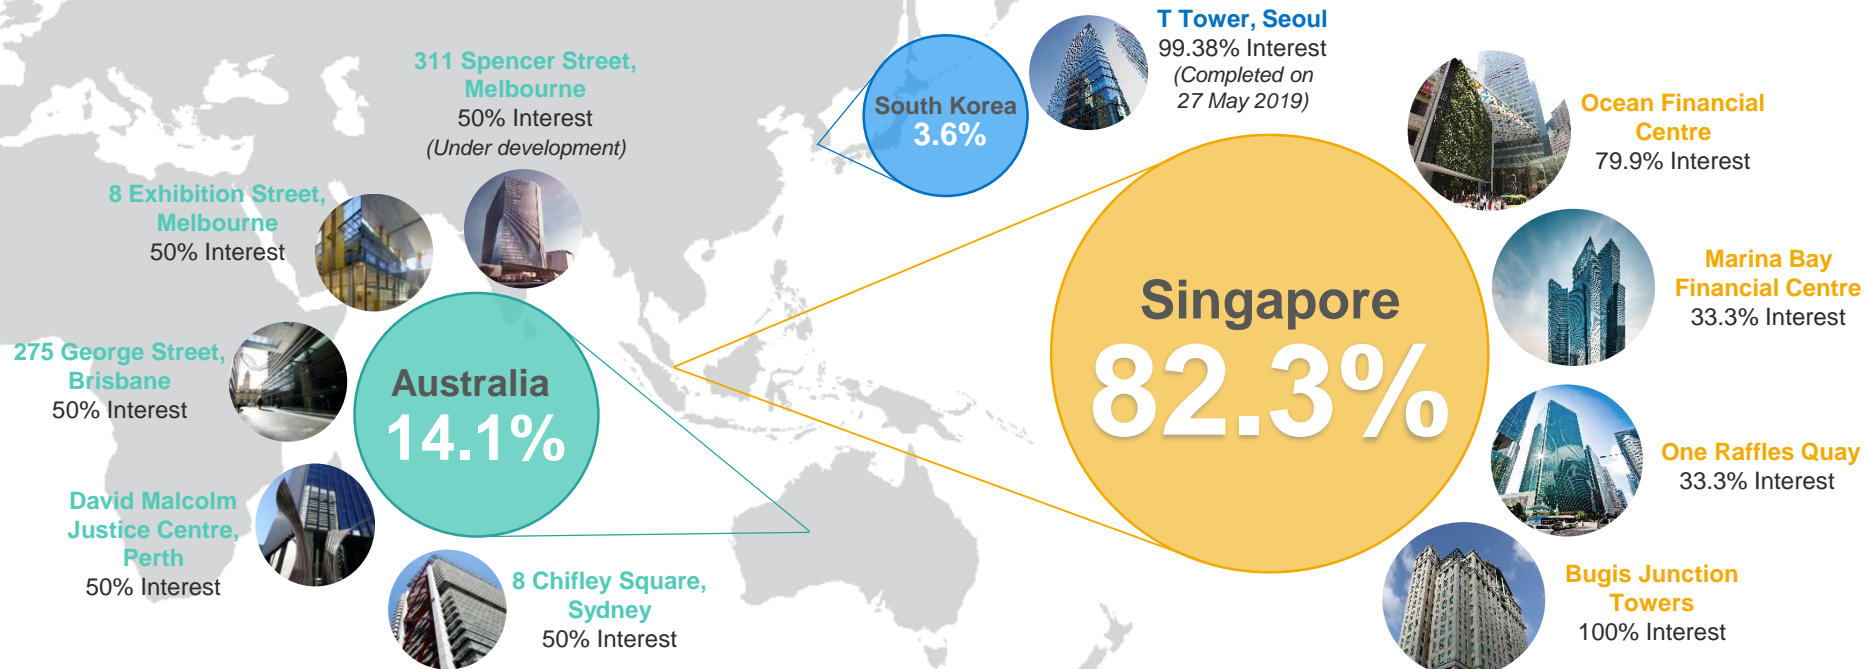 T Tower, Seoul
99.38% Interest
(Completed on
27 May 2019)
South Korea
3.6%
311 Spencer Street,
Melbourne
50% Interest
(Under development)
8 Exhibition Street,
Melbourne
50% Interest
275 George Street,
Brisbane
50% Interest
David Malcolm
Justice Centre,
Perth
50% Interest
8 Chifley Square,
Sydney
50% Interest
Australia
14.1%
Singapore
82.3%
Ocean Financial
Centre
79.9% Interest
Marina Bay
Financial Centre
33.3% Interest
One Raffles Quay
33.3% Interest
Bugis Junction
Towers
100% Interest